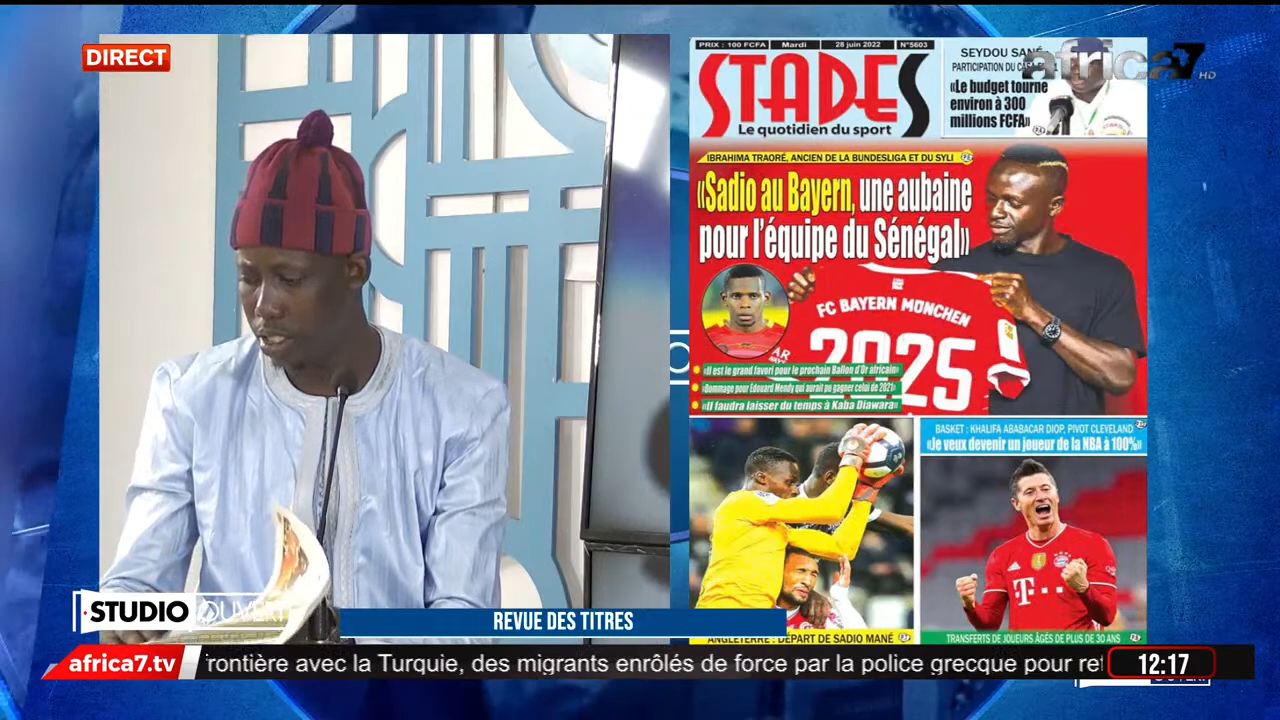 DIRECT
africa7 HD
PRIX : 100 FCFA Mardi 28 juin 2022 N°5603
STADES
Le quotidien du sport
SEYDOU SANÉ
PARTICIPATION DU
«Le budget tourne
environ à 300
millions FCFA»
IBRAHIMA TRAORÉ, ANCIEN DE LA BUNDESLIGA ET DU SYLI
«Sadio au Bayern, une aubaine
pour l'équipe du Sénégal»
FC BAYERN MÜNCHEN
2025
«Il est le grand favori pour le prochain Ballon d'Or africain»
«Dommage pour Édouard Mendy qui aurait pu gagner celui de 2021»
«Il faudra laisser du temps à Kaba Diawara»
BASKET : KHALIFA ABABACAR DIOP, PIVOT CLEVELAND
«Je veux devenir un joueur de la NBA à 100%»
ANGLETERRE : DÉPART DE SADIO MANÉ
TRANSFERTS DE JOUEURS ÂGÉS DE PLUS DE 30 ANS
STUDIO OUVERT
REVUE DES TITRES
africa7.tv
frontière avec la Turquie, des migrants enrôlés de force par la police grecque pour ref
12:17